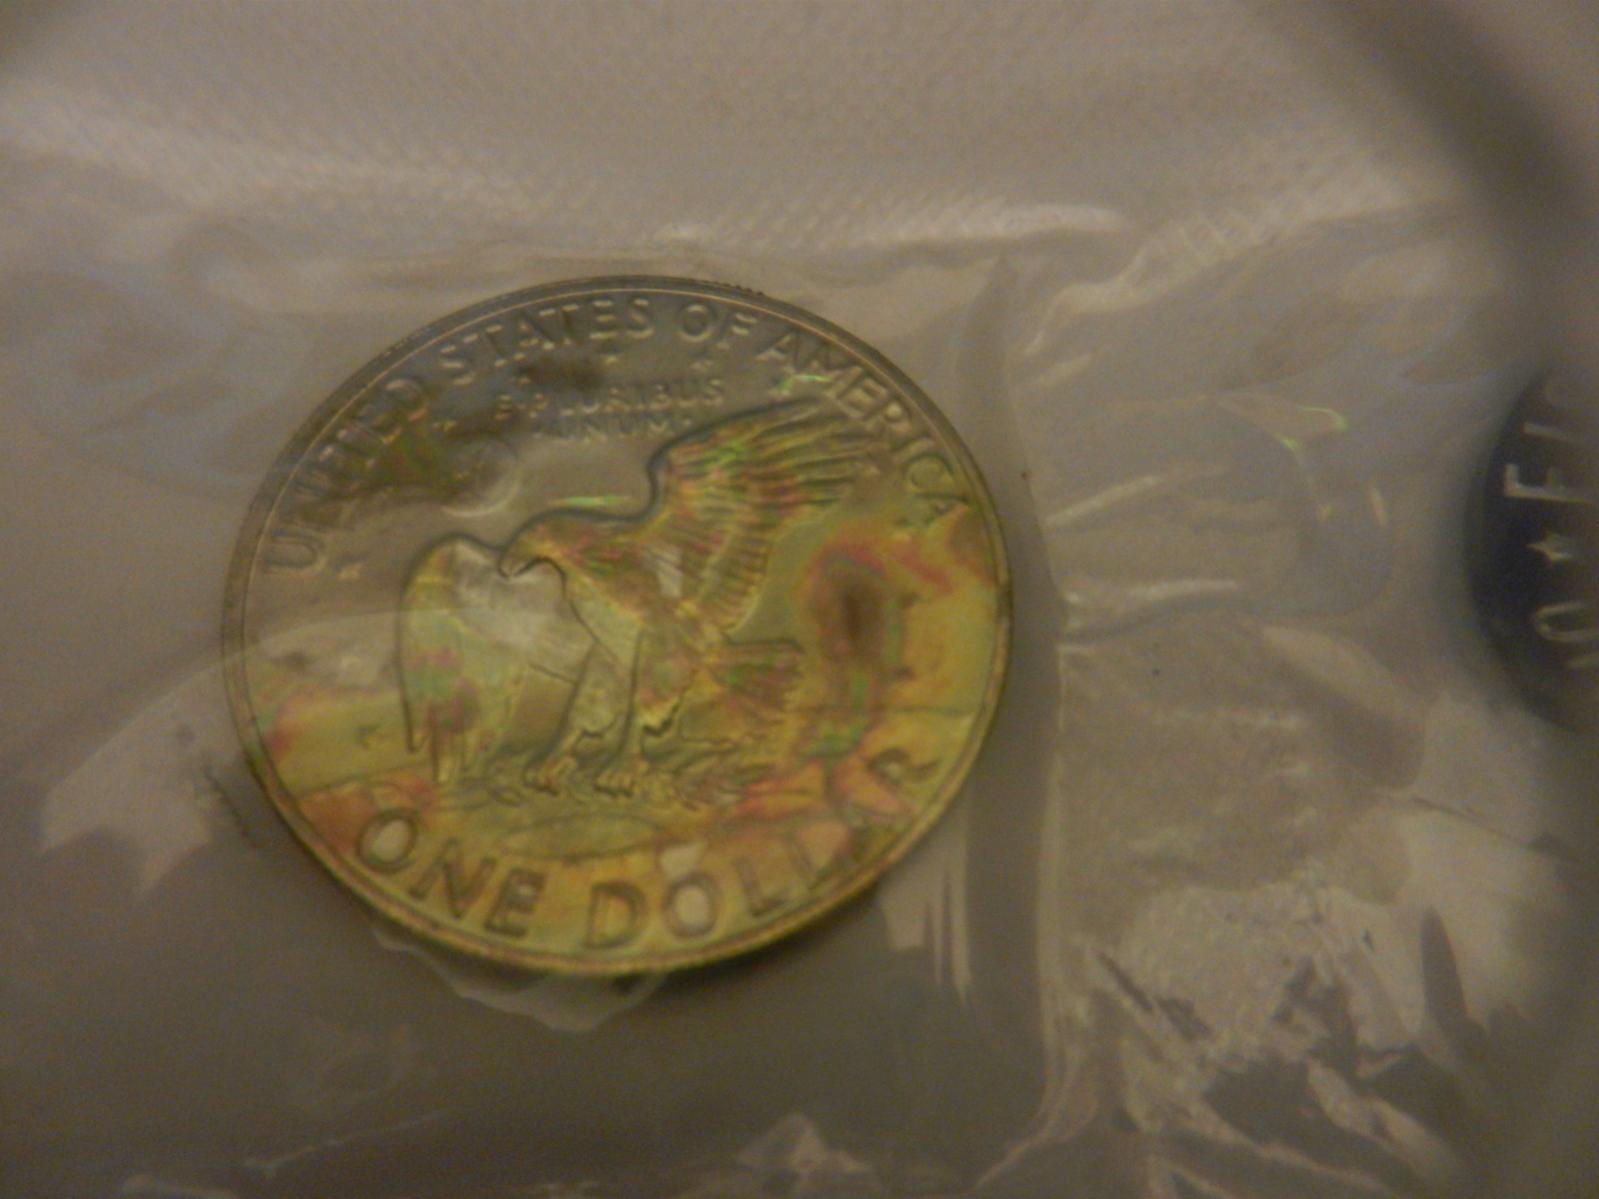 UNITED STATES OF AMERICA
E PLURIBUS
UNUM
ONE DOLLAR